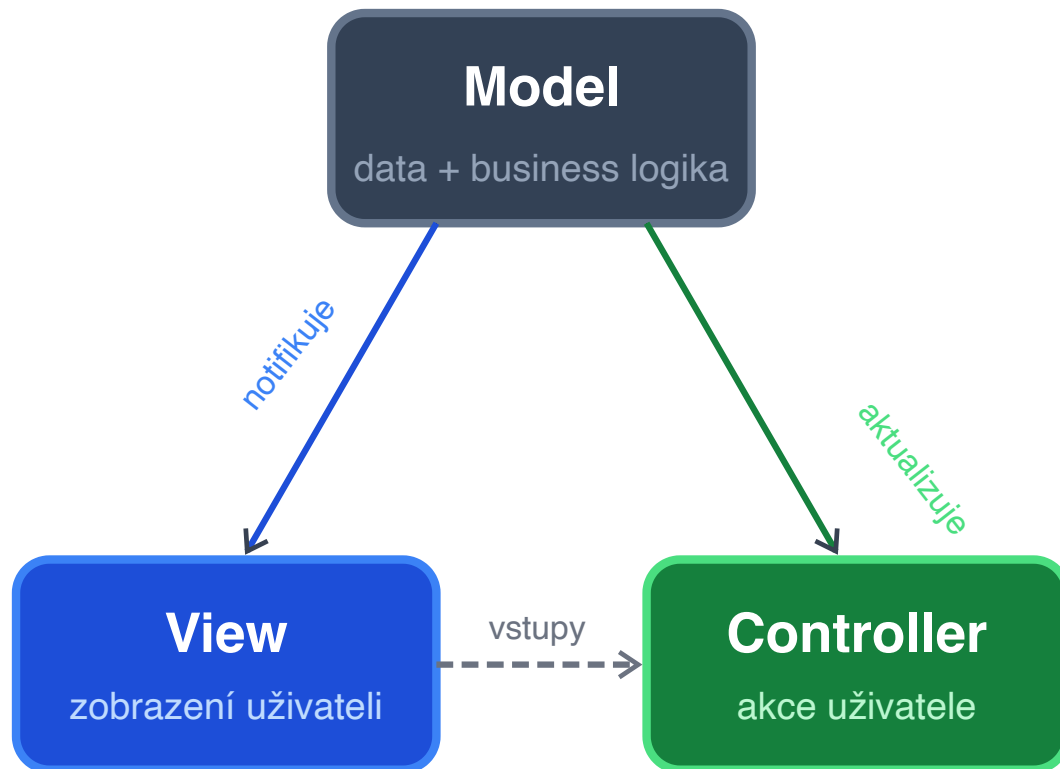 Model
data + business logika
notifikuje
aktualizuje
View
zobrazení uživateli
vstupy
Controller
akce uživatele